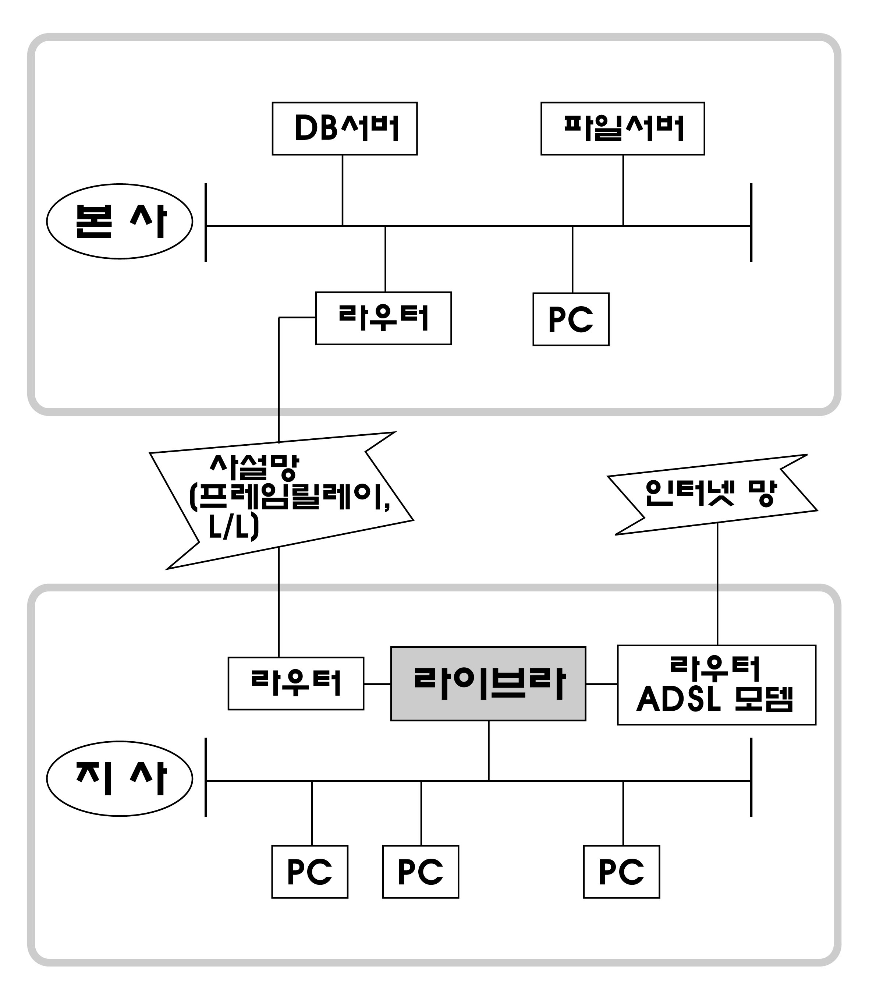 DB서버
파일서버
본 사
라우터
PC
사설망
(프레임릴레이,
L/L)
인터넷 망
라우터
라이브라
라우터
ADSL 모뎀
지 사
PC
PC
PC